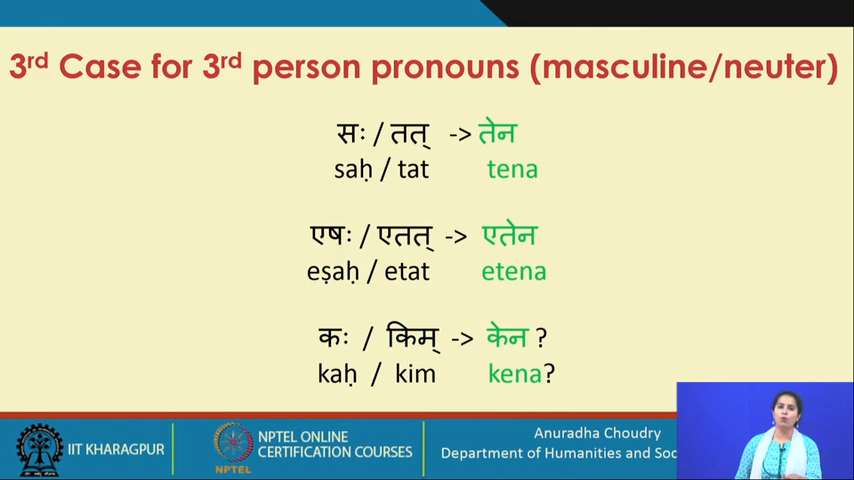 3rd Case for 3rd person pronouns (masculine/neuter)
सः / तत् -> तेन
saḥ / tat tena
एषः / एतत् -> एतेन
eṣaḥ / etat etena
कः / किम् -> केन ?
kaḥ / kim kena?
IIT KHARAGPUR
NPTEL
NPTEL ONLINE
CERTIFICATION COURSES
Anuradha Choudry
Department of Humanities and